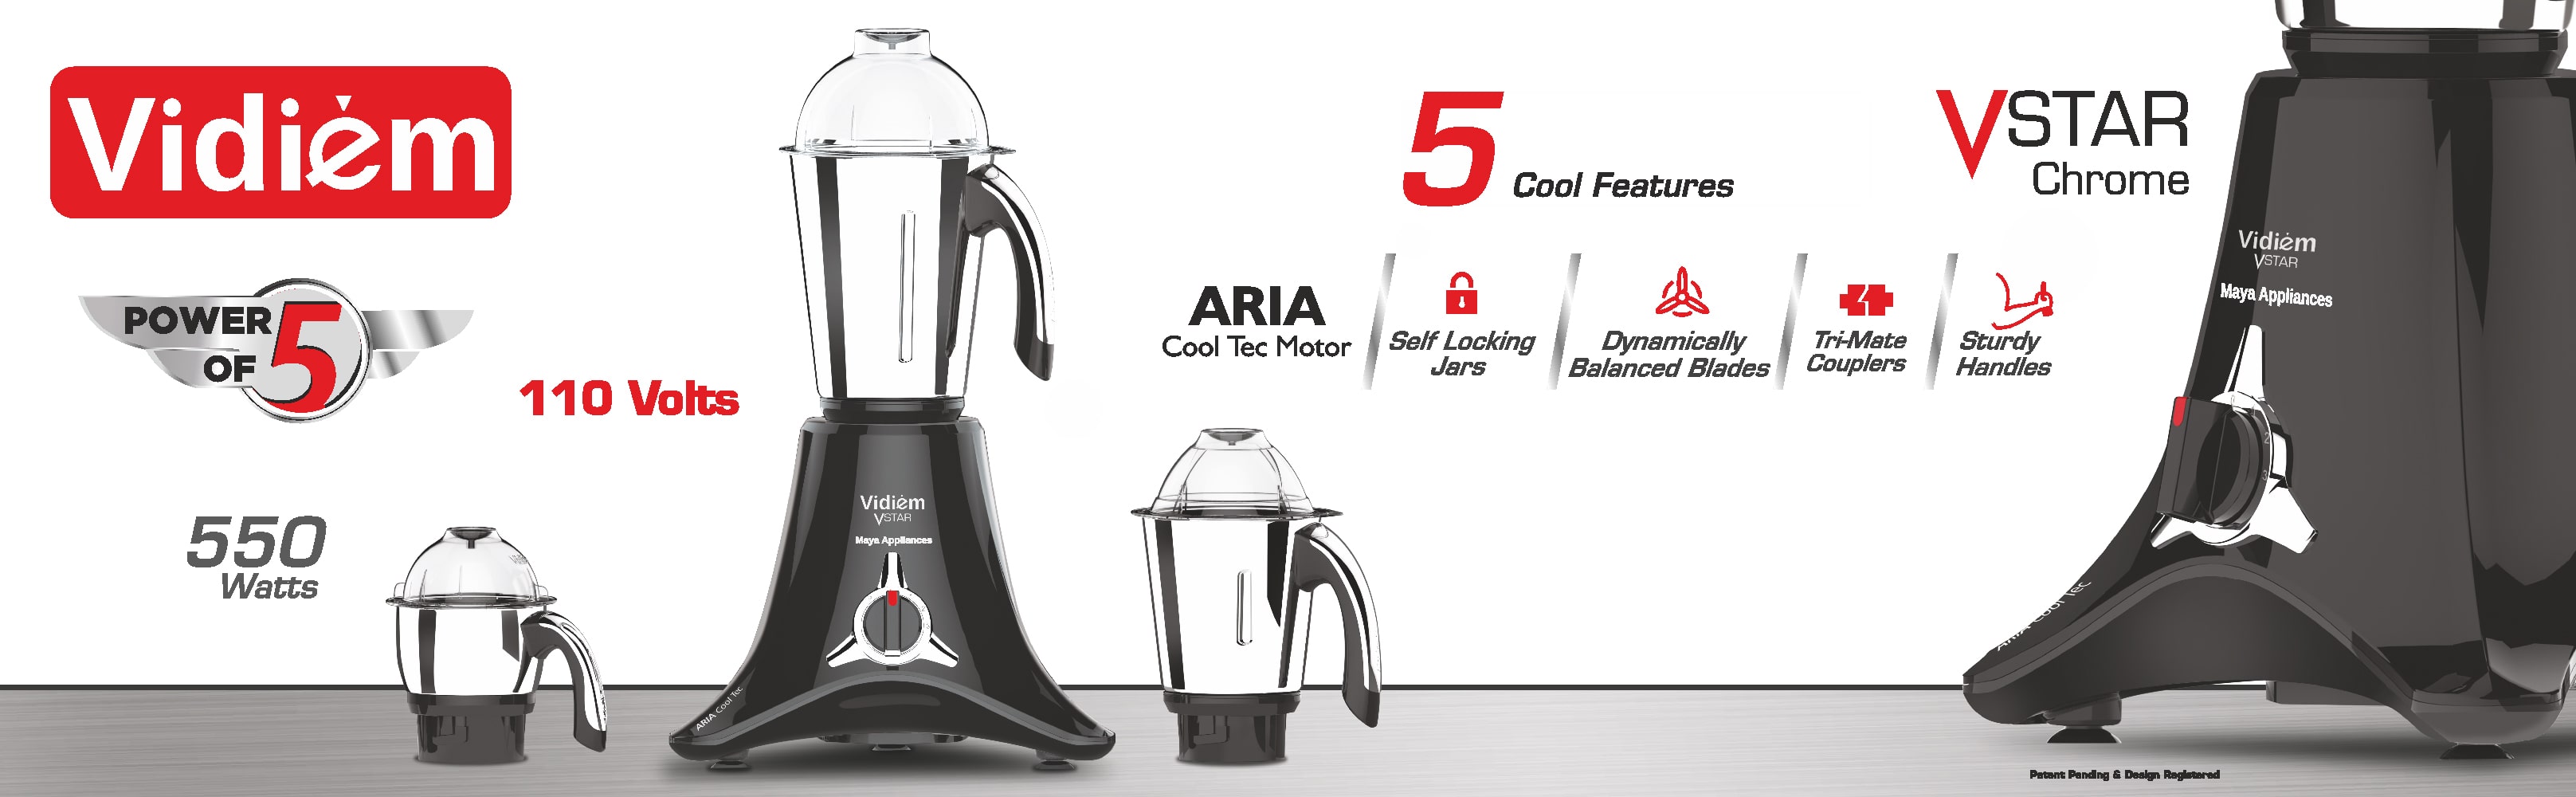 Vidiem
POWER
OF 5
110 Volts
550
Watts
Vidiem
VSTAR
Maya Appliances
ARIA Cool Tec
5 Cool Features
ARIA
Cool Tec Motor
Self Locking
Jars
Dynamically
Balanced Blades
Tri-Mate
Couplers
Sturdy
Handles
VSTAR
Chrome
Vidiem
VSTAR
Maya Appliances
2
3
ARIA Cool Tec
Patent Pending & Design Registered